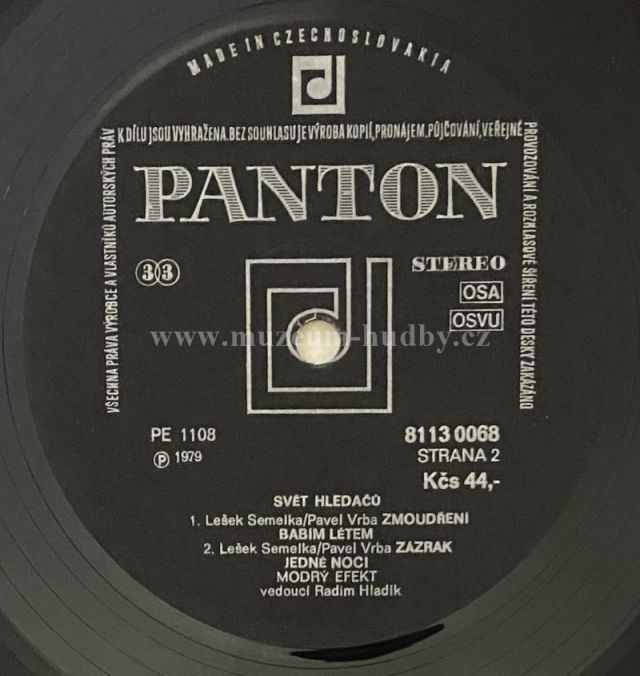 MADE IN CZECHOSLOVAKIA
VŠECHNA PRÁVA VÝROBCE A VLASTNÍKŮ AUTORSKÝCH PRÁV
K DÍLU JSOU VYHRAŽENA. BEZ SOUHLASU JE VÝROBA KOPIÍ, PRONÁJEM, PŮJČOVÁNÍ, VEŘEJNÉ
PROVOZOVÁNÍ A ROZHLASOVÉ ŠÍŘENÍ TÉTO DESKY ZAKÁZÁNO
PANTON
33
STEREO
OSA
OSVU
www.muzeum-hudby.cz
PE 1108
Ⓟ 1979
8113 0068
STRANA 2
Kčs 44,-
SVĚT HLEDAČŮ
1. Lešek Semelka/Pavel Vrba ZMOUDŘENÍ
BABÍM LÉTEM
2. Lešek Semelka/Pavel Vrba ZÁZRAK
JEDNÉ NOCI
MODRÝ EFEKT
vedoucí Radim Hladík